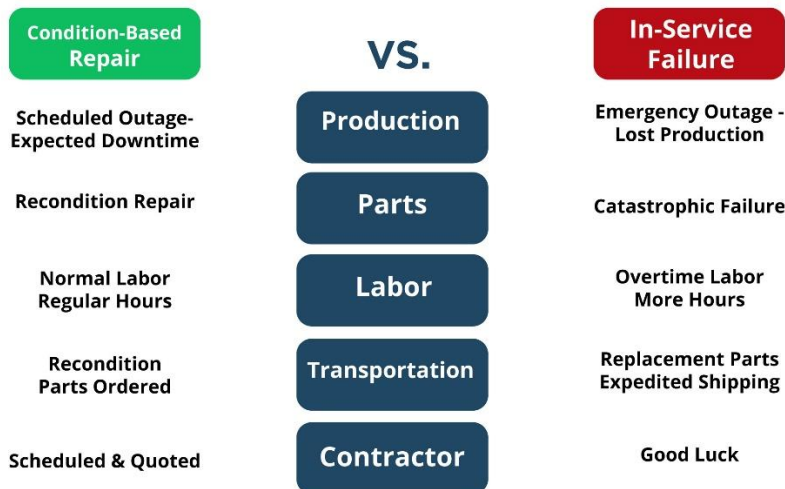 Condition-Based
Repair
VS.
In-Service
Failure
Scheduled Outage-
Expected Downtime
Production
Emergency Outage -
Lost Production
Recondition Repair
Parts
Catastrophic Failure
Normal Labor
Regular Hours
Labor
Overtime Labor
More Hours
Recondition
Parts Ordered
Transportation
Replacement Parts
Expedited Shipping
Scheduled & Quoted
Contractor
Good Luck